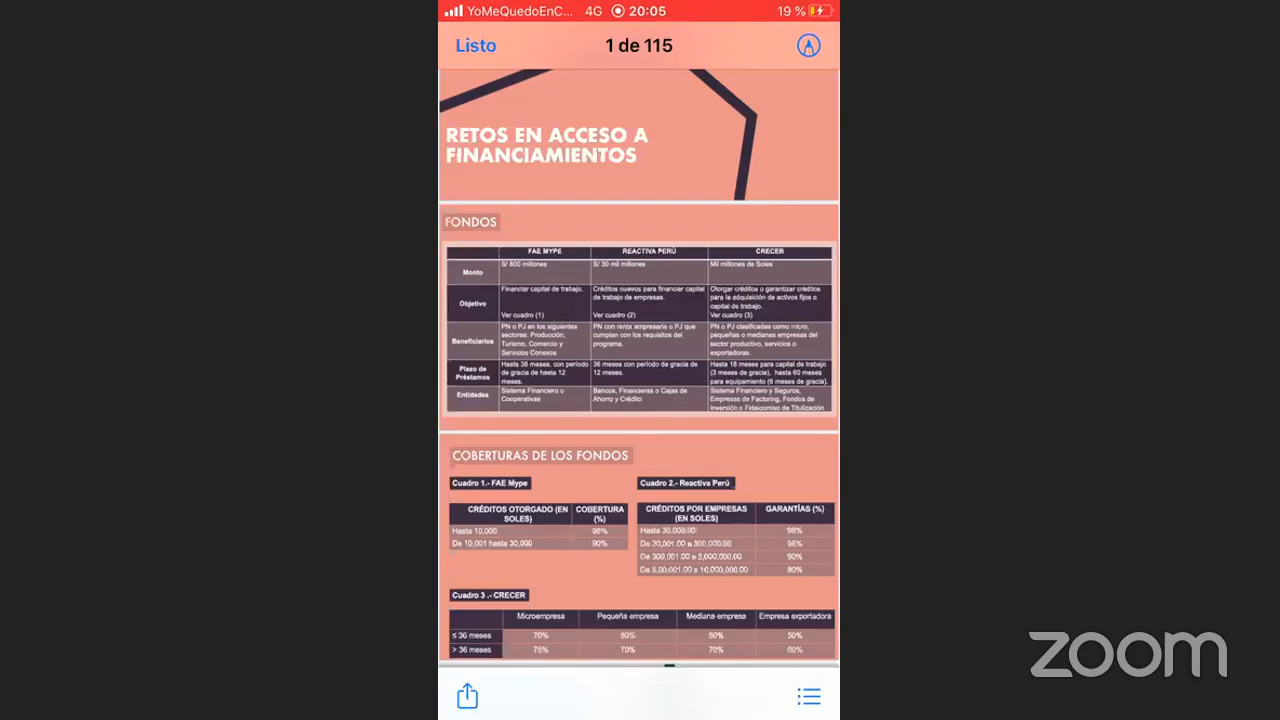 YoMeQuedoEnC... 4G 20:05 19 %
Listo 1 de 115
RETOS EN ACCESO A
FINANCIAMIENTOS
FONDOS
FAE MYPE REACTIVA PERÚ CRECER
Monto S/ 800 millones S/ 30 mil millones Mil millones de Soles
Objetivo
Financiar capital de trabajo.
Ver cuadro (1)
Créditos nuevos para financiar capital
de trabajo de empresas.
Ver cuadro (2)
Otorgar créditos o garantizar créditos
para la adquisición de activos fijos o
capital de trabajo.
Ver cuadro (3)
Beneficiarios
PN o PJ en los siguientes
sectores: Producción,
Turismo, Comercio y
Servicios Conexos
PN con renta empresaria o PJ que
cumplan con los requisitos del
programa.
PN o PJ clasificadas como micro,
pequeñas o medianas empresas del
sector productivo, servicios o
exportadoras.
Plazo de
Préstamos
Hasta 36 meses, con período
de gracia de hasta 12
meses.
36 meses con período de gracia de
12 meses.
Hasta 18 meses para capital de trabajo
(3 meses de gracia), hasta 60 meses
para equipamiento (6 meses de gracia).
Entidades
Sistema Financiero o
Cooperativas
Bancos, Financieras o Cajas de
Ahorro y Crédito
Sistema Financiero y Seguros,
Empresas de Factoring, Fondos de
Inversión o Fideicomiso de Titulización
COBERTURAS DE LOS FONDOS
Cuadro 1.- FAE Mype
CRÉDITOS OTORGADO (EN
SOLES)
COBERTURA
(%)
Hasta 10,000 98%
De 10,001 hasta 30,000 90%
Cuadro 2.- Reactiva Perú
CRÉDITOS POR EMPRESAS
(EN SOLES)
GARANTÍAS (%)
Hasta 30,000.00 98%
De 30,001.00 a 300,000.00 95%
De 300,001.00 a 5,000,000.00 90%
De 5,00,001.00 a 10,000,000.00 80%
Cuadro 3 .- CRECER
Microempresa Pequeña empresa Mediana empresa Empresa exportadora
≤ 36 meses 70% 60% 50% 50%
> 36 meses 75% 70% 70% 60%
zoom